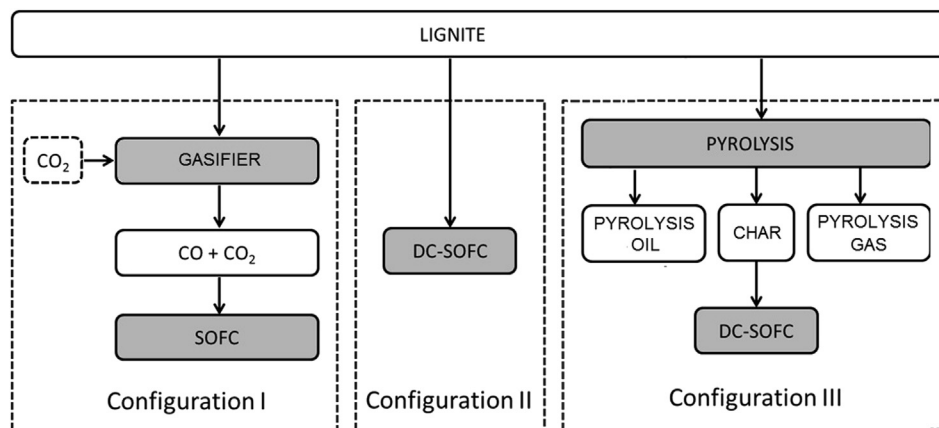 LIGNITE
CO₂
GASIFIER
CO + CO₂
SOFC
Configuration I
DC-SOFC
Configuration II
PYROLYSIS
PYROLYSIS
OIL
CHAR
PYROLYSIS
GAS
DC-SOFC
Configuration III